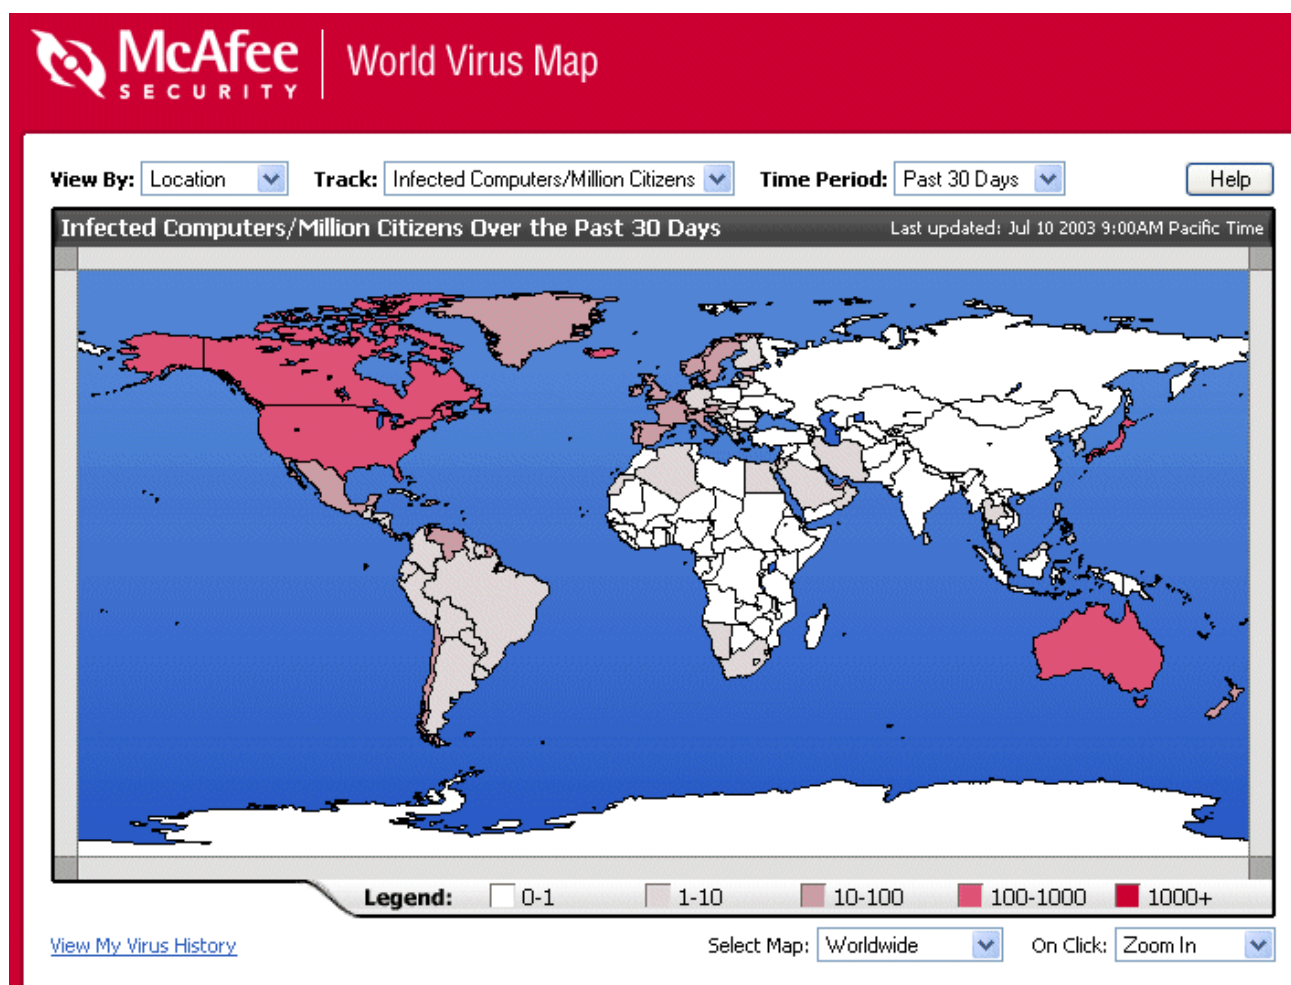 McAfee SECURITY World Virus Map
View By: Location Track: Infected Computers/Million Citizens Time Period: Past 30 Days Help
Infected Computers/Million Citizens Over the Past 30 Days Last updated: Jul 10 2003 9:00AM Pacific Time
Legend: 0-1 1-10 10-100 100-1000 1000+
View My Virus History Select Map: Worldwide On Click: Zoom In